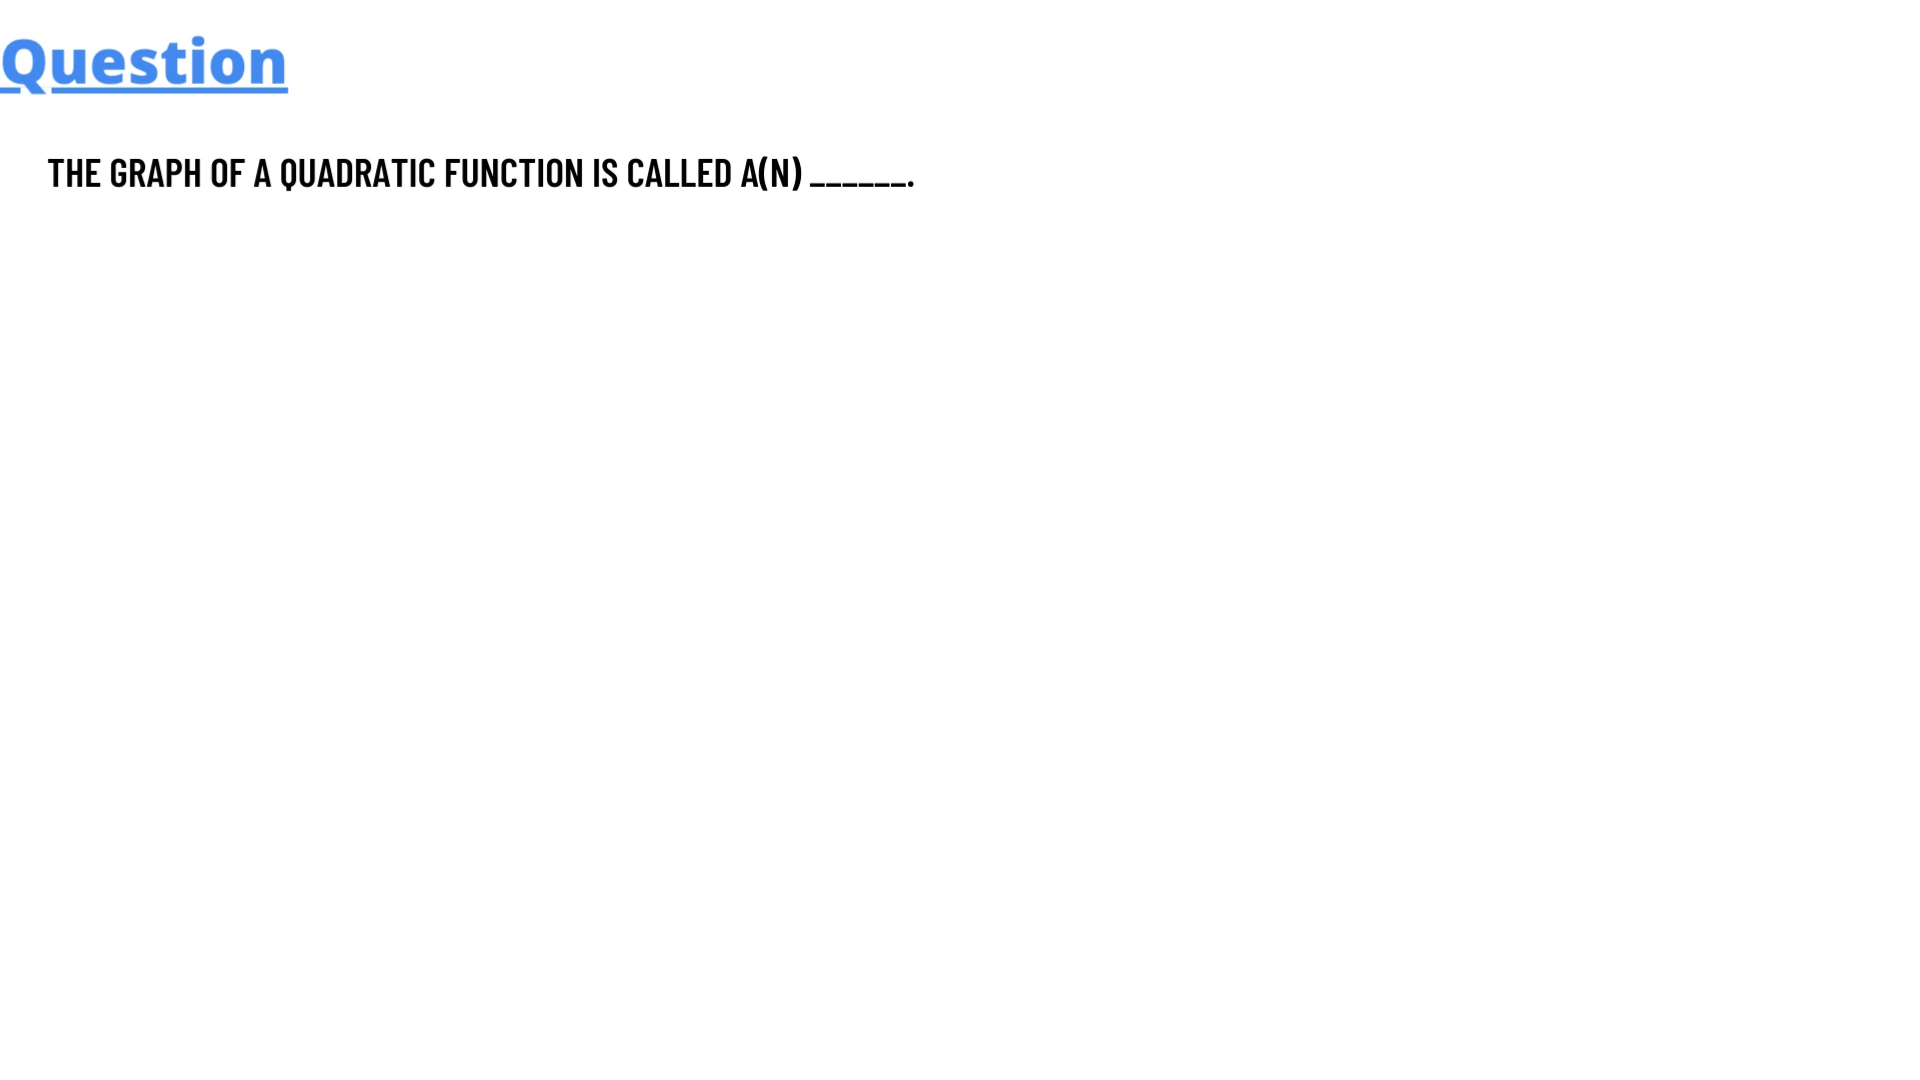 Question
THE GRAPH OF A QUADRATIC FUNCTION IS CALLED A(N) ______.